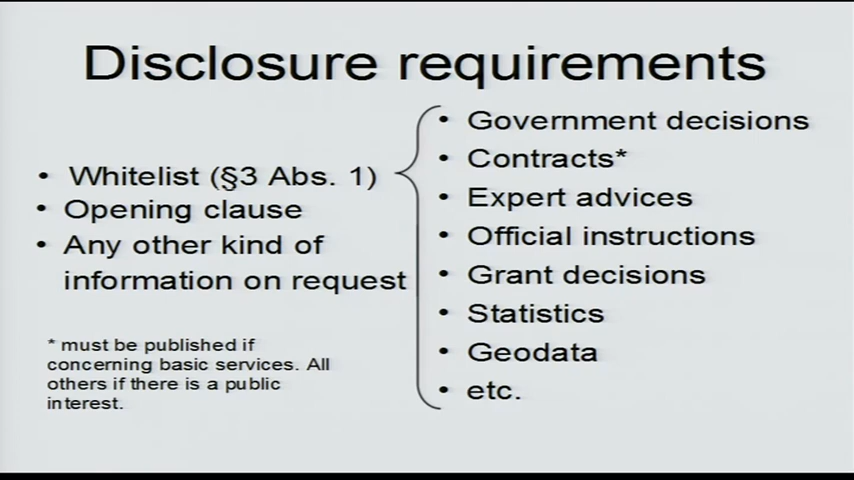 Disclosure requirements
• Whitelist (§3 Abs. 1)
• Opening clause
• Any other kind of
information on request
* must be published if
concerning basic services. All
others if there is a public
interest.
• Government decisions
• Contracts*
• Expert advices
• Official instructions
• Grant decisions
• Statistics
• Geodata
• etc.